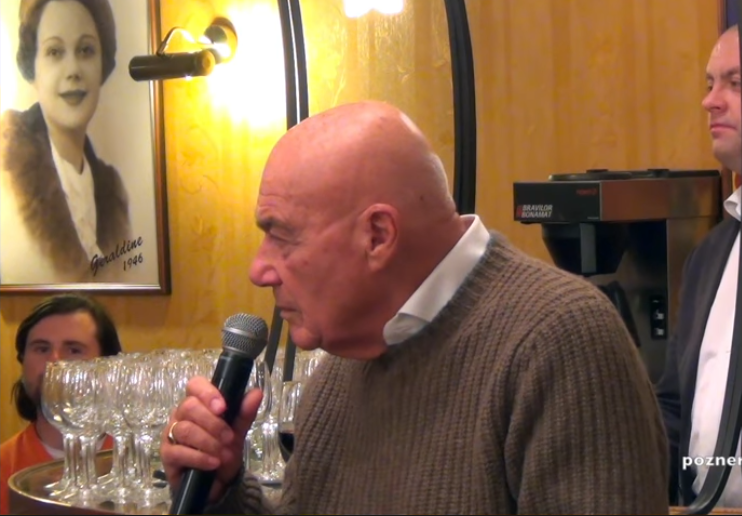 Geraldine
1946
BRAVILOR
BONAMAT
pozner